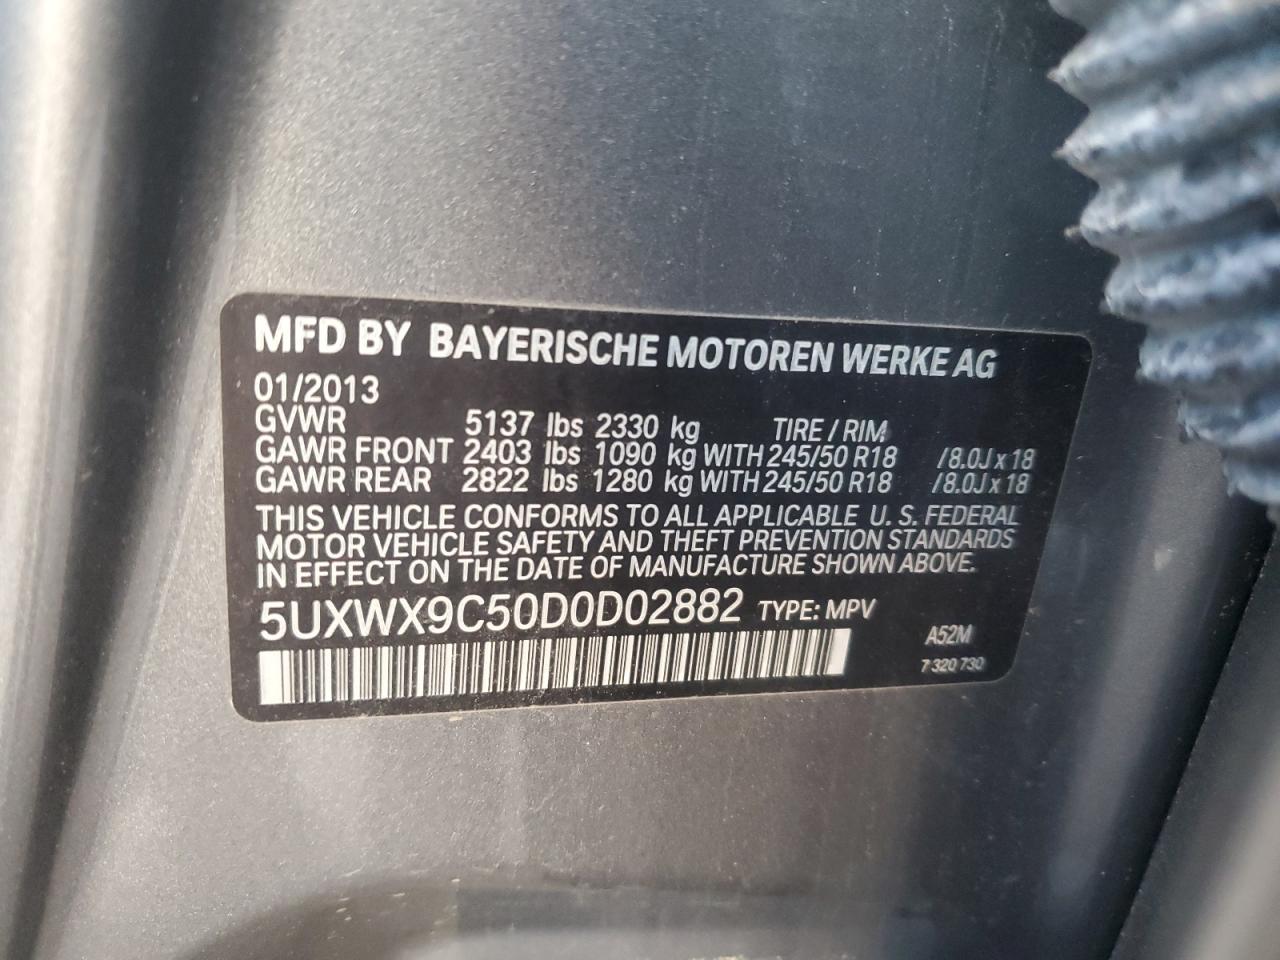 MFD BY BAYERISCHE MOTOREN WERKE AG
01/2013
GVWR 5137 lbs 2330 kg TIRE / RIM
GAWR FRONT 2403 lbs 1090 kg WITH 245/50 R18 /8.0J x 18
GAWR REAR 2822 lbs 1280 kg WITH 245/50 R18 /8.0J x 18
THIS VEHICLE CONFORMS TO ALL APPLICABLE U. S. FEDERAL
MOTOR VEHICLE SAFETY AND THEFT PREVENTION STANDARDS
IN EFFECT ON THE DATE OF MANUFACTURE SHOWN ABOVE.
5UXWX9C50D0D02882 TYPE: MPV
A52M
7 320 730